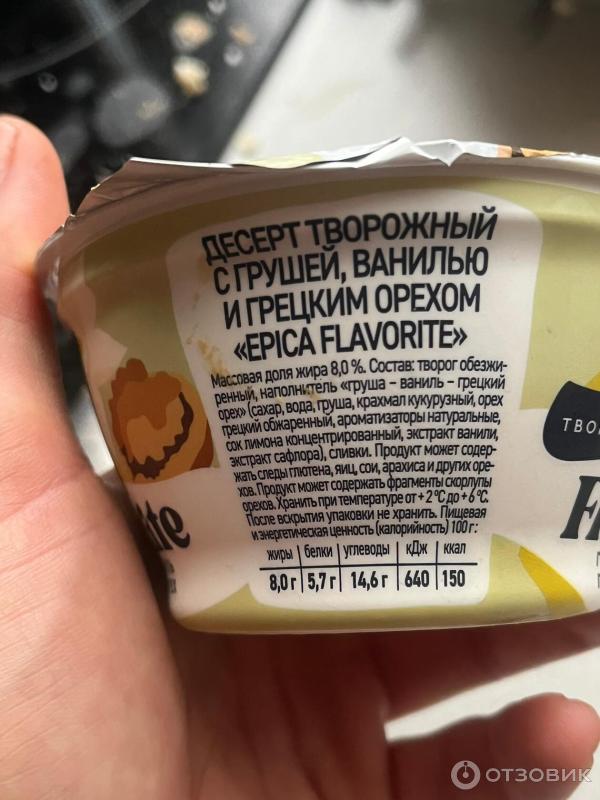 ДЕСЕРТ ТВОРОЖНЫЙ
С ГРУШЕЙ, ВАНИЛЬЮ
И ГРЕЦКИМ ОРЕХОМ
«EPICA FLAVORITE»
Массовая доля жира 8,0 %. Состав: творог обезжи-
ренный, наполнитель «груша – ваниль – грецкий
орех» (сахар, вода, груша, крахмал кукурузный, орех
грецкий обжаренный, ароматизаторы натуральные,
сок лимона концентрированный, экстракт ванили,
экстракт сафлора), сливки. Продукт может содер-
жать следы глютена, яиц, сои, арахиса и других оре-
хов. Продукт может содержать фрагменты скорлупы
орехов. Хранить при температуре от +2 °C до +6 °C.
После вскрытия упаковки не хранить. Пищевая
и энергетическая ценность (калорийность) 100 г:
жиры белки углеводы кДж ккал
8,0 г 5,7 г 14,6 г 640 150
ТВО
ite
F
ОТЗОВИК